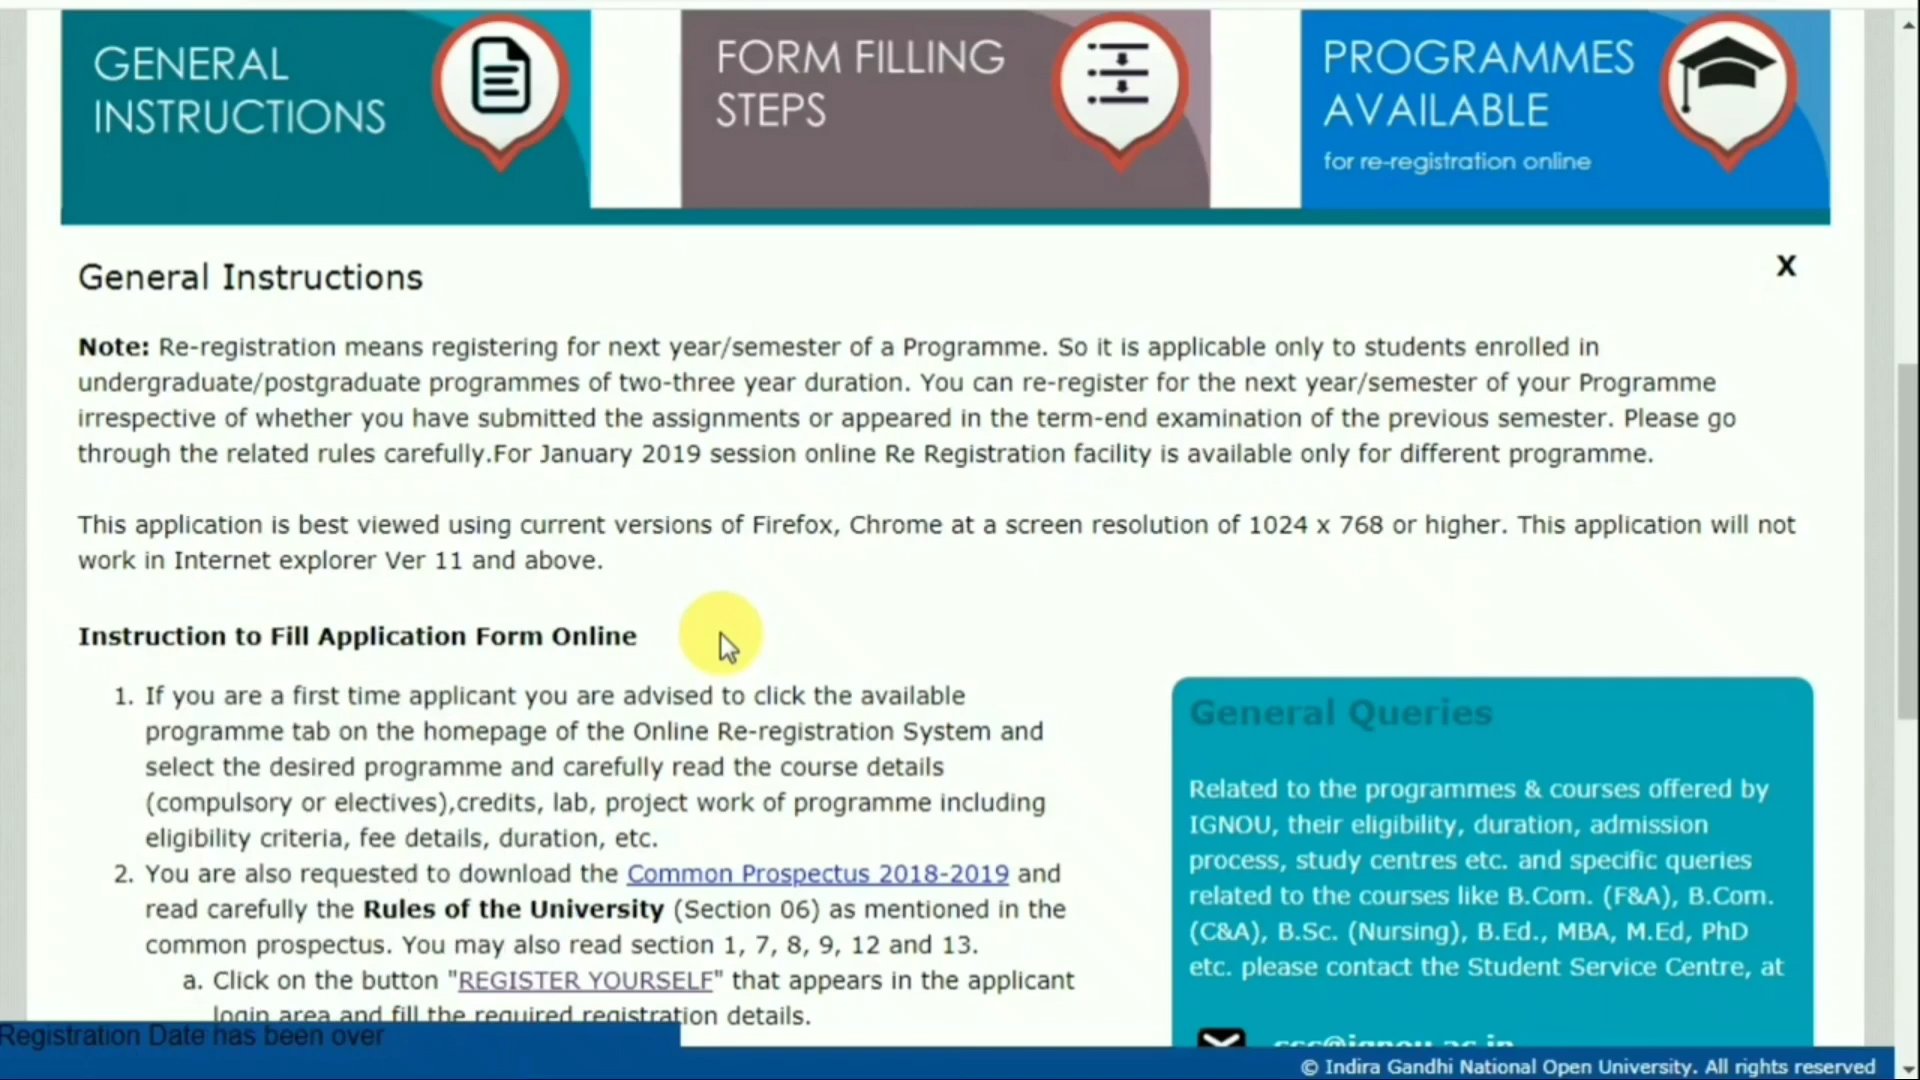 GENERAL
INSTRUCTIONS
FORM FILLING
STEPS
PROGRAMMES
AVAILABLE
for re-registration online
General Instructions
X
Note: Re-registration means registering for next year/semester of a Programme. So it is applicable only to students enrolled in
undergraduate/postgraduate programmes of two-three year duration. You can re-register for the next year/semester of your Programme
irrespective of whether you have submitted the assignments or appeared in the term-end examination of the previous semester. Please go
through the related rules carefully.For January 2019 session online Re Registration facility is available only for different programme.
This application is best viewed using current versions of Firefox, Chrome at a screen resolution of 1024 x 768 or higher. This application will not
work in Internet explorer Ver 11 and above.
Instruction to Fill Application Form Online
1. If you are a first time applicant you are advised to click the available
programme tab on the homepage of the Online Re-registration System and
select the desired programme and carefully read the course details
(compulsory or electives),credits, lab, project work of programme including
eligibility criteria, fee details, duration, etc.
2. You are also requested to download the Common Prospectus 2018-2019 and
read carefully the Rules of the University (Section 06) as mentioned in the
common prospectus. You may also read section 1, 7, 8, 9, 12 and 13.
a. Click on the button "REGISTER YOURSELF" that appears in the applicant
login area and fill the required registration details.
General Queries
Related to the programmes & courses offered by
IGNOU, their eligibility, duration, admission
process, study centres etc. and specific queries
related to the courses like B.Com. (F&A), B.Com.
(C&A), B.Sc. (Nursing), B.Ed., MBA, M.Ed, PhD
etc. please contact the Student Service Centre, at
ssc@ignou.ac.in
Registration Date has been over
© Indira Gandhi National Open University. All rights reserved